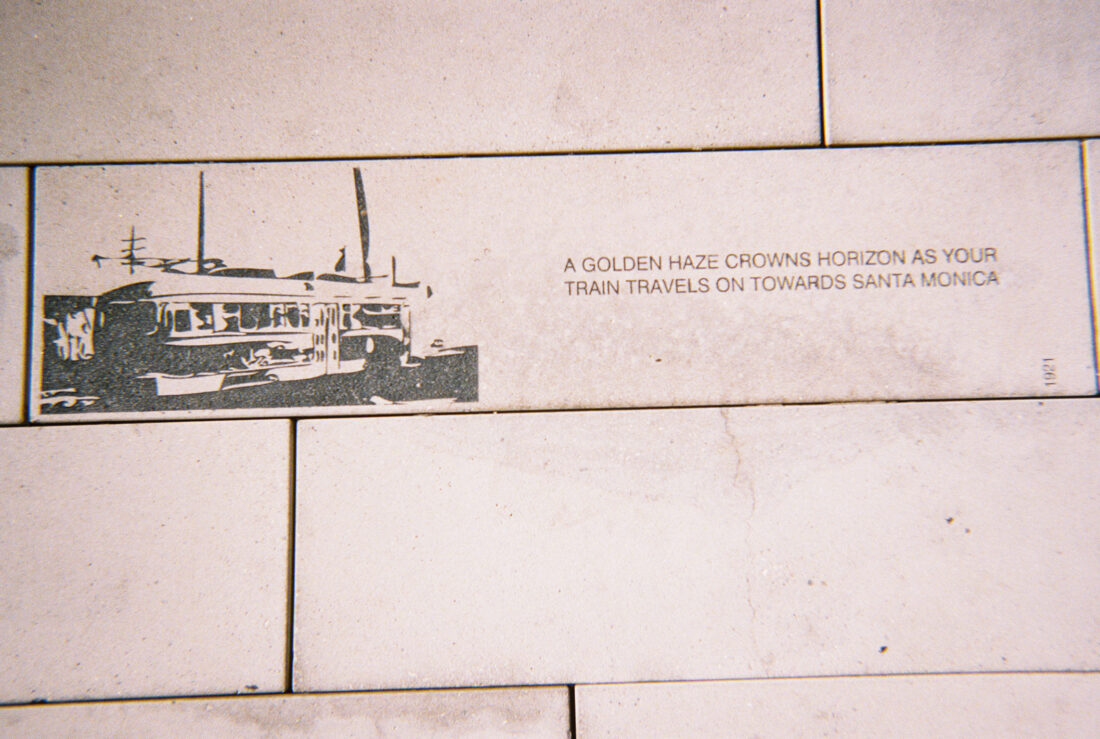 A GOLDEN HAZE CROWNS HORIZON AS YOUR
TRAIN TRAVELS ON TOWARDS SANTA MONICA
1921